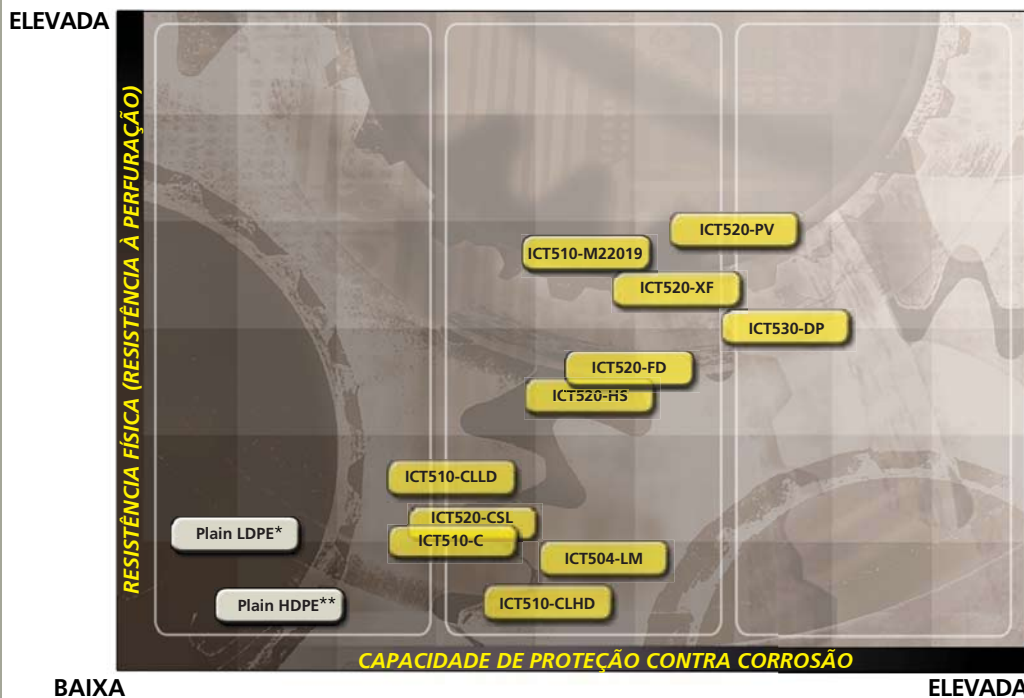 ELEVADA
RESISTÊNCIA FÍSICA (RESISTÊNCIA À PERFURAÇÃO)
ICT520-PV
ICT510-M22019
ICT520-XF
ICT530-DP
ICT520-FD
ICT520-HS
ICT510-CLLD
ICT520-CSL
Plain LDPE*
ICT510-C
ICT504-LM
Plain HDPE**
ICT510-CLHD
CAPACIDADE DE PROTEÇÃO CONTRA CORROSÃO
BAIXA
ELEVADA